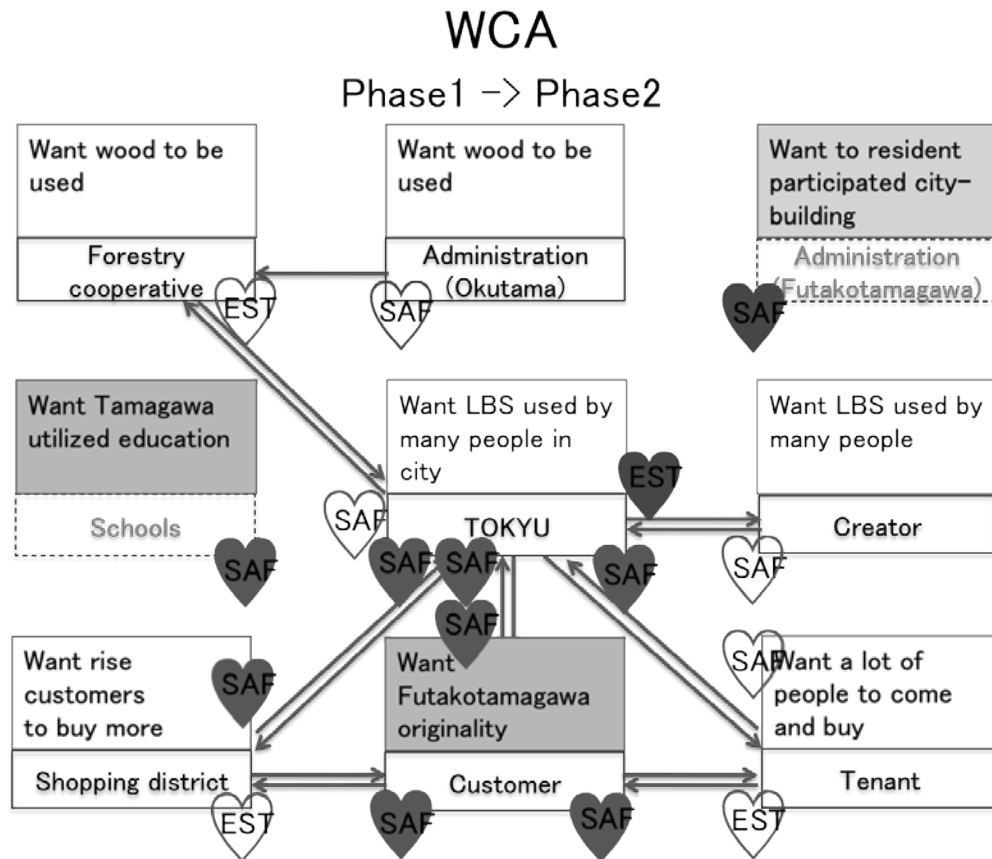 WCA
Phase1 -> Phase2
Want wood to be
used
Forestry
cooperative
EST
Want wood to be
used
Administration
(Okutama)
SAF
Want to resident
participated city-
building
Administration
(Futakotamagawa)
SAF
Want Tamagawa
utilized education
Schools
SAF
Want LBS used by
many people in
city
TOKYU
SAF
EST
SAF
SAF
SAF
SAF
Want LBS used by
many people
Creator
SAF
Want rise
customers
to buy more
Shopping district
SAF
EST
Want
Futakotamagawa
originality
Customer
SAF
SAF
Want a lot of
people to come
and buy
Tenant
SAF
EST